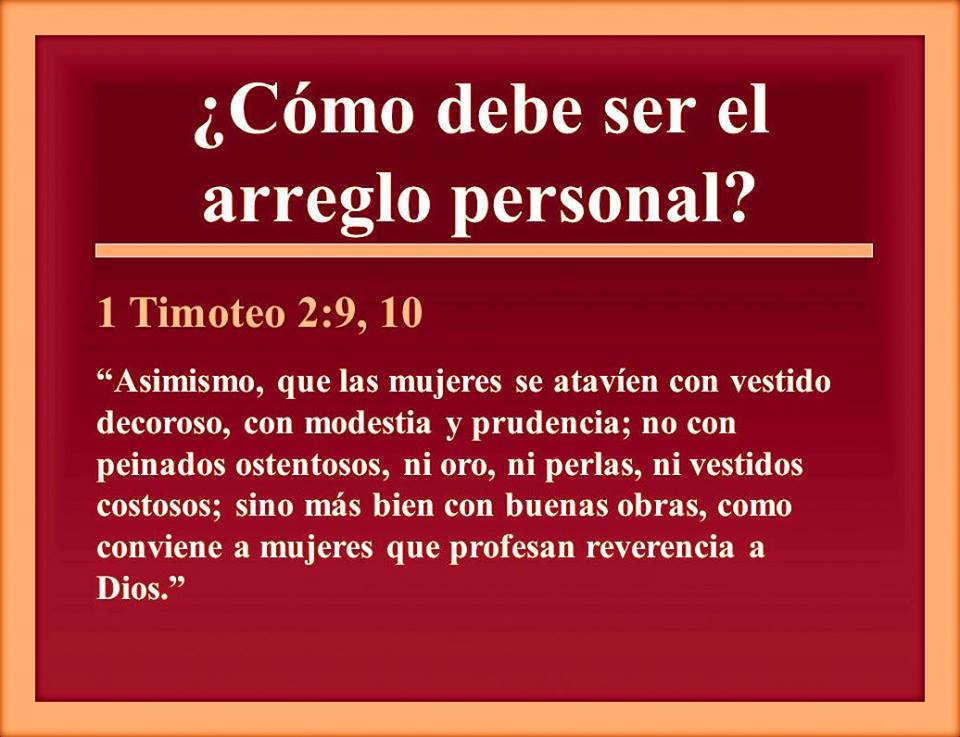 ¿Cómo debe ser el
arreglo personal?
1 Timoteo 2:9, 10
“Asimismo, que las mujeres se atavíen con vestido
decoroso, con modestia y prudencia; no con
peinados ostentosos, ni oro, ni perlas, ni vestidos
costosos; sino más bien con buenas obras, como
conviene a mujeres que profesan reverencia a
Dios.”